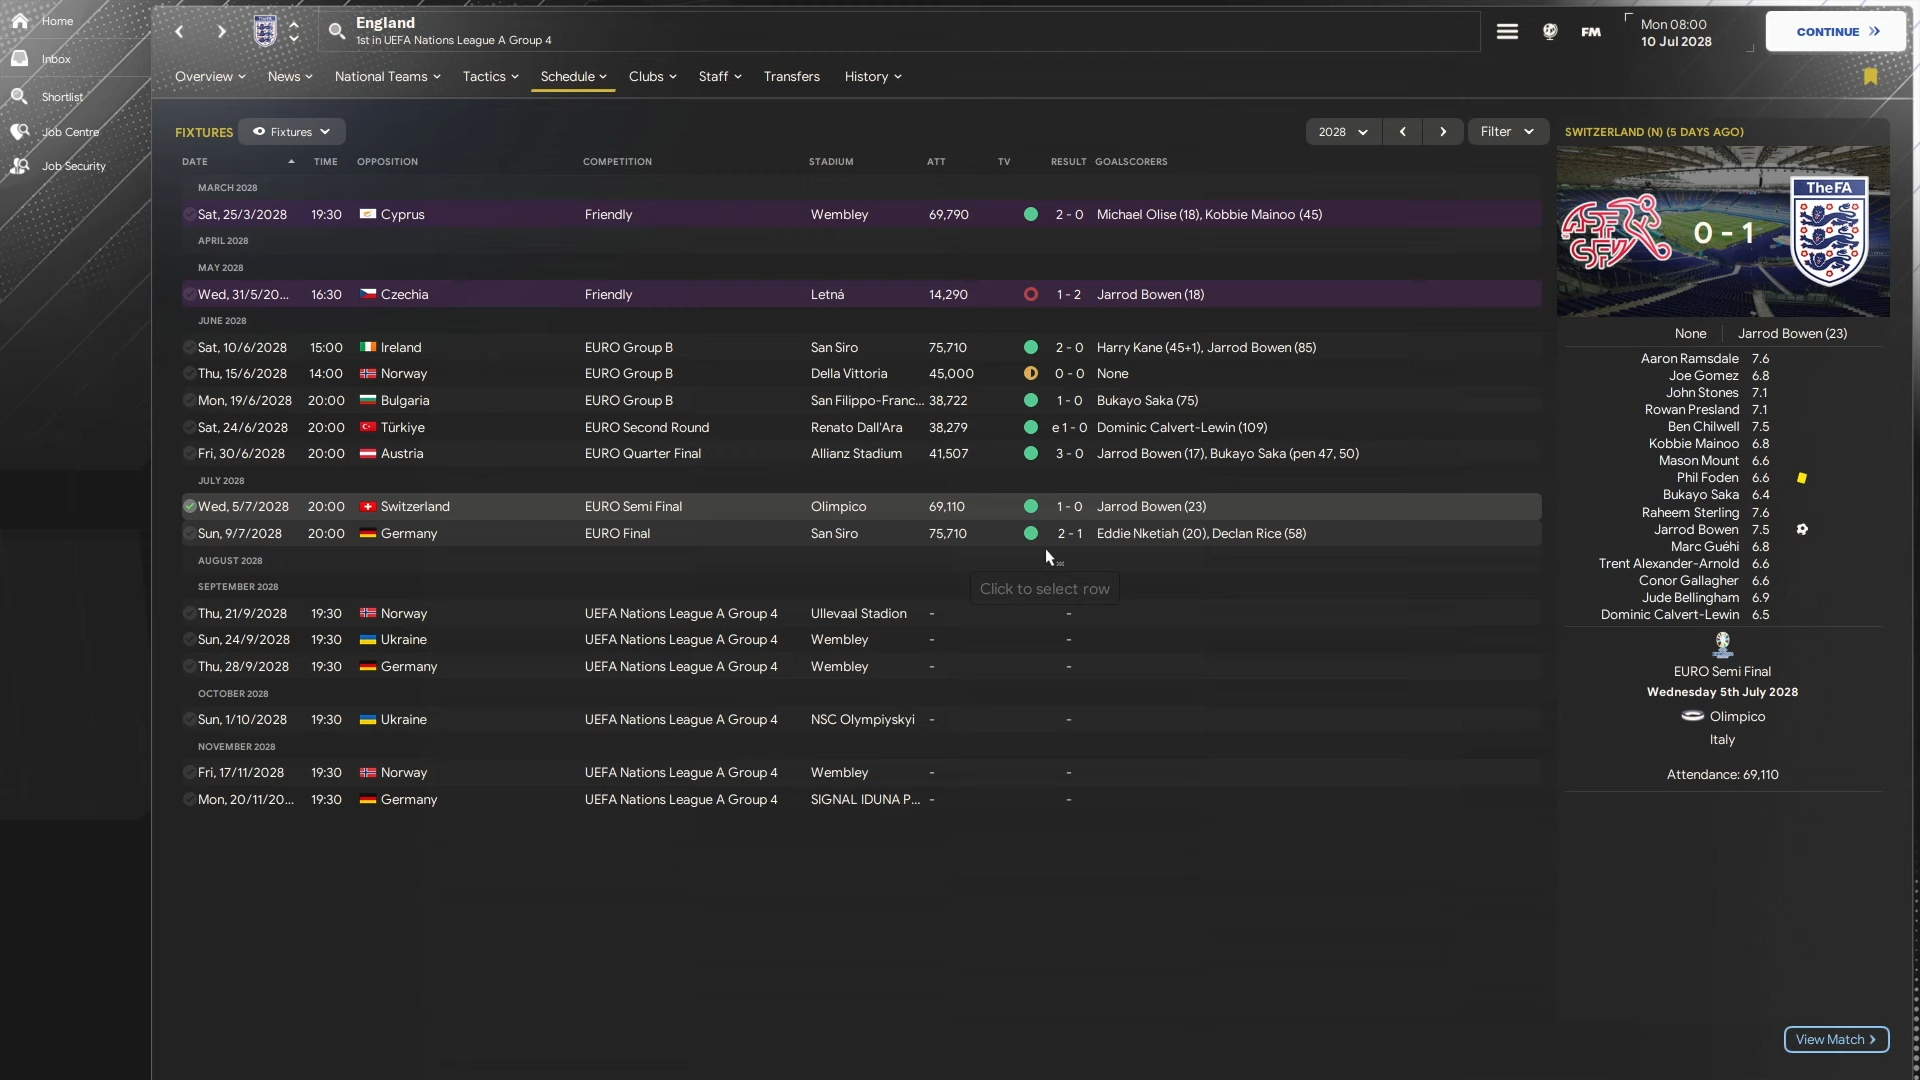 Home
Inbox
Shortlist
Job Centre
Job Security
The FA
England
1st in UEFA Nations League A Group 4
FM
Mon 08:00
10 Jul 2028
CONTINUE
Overview News National Teams Tactics Schedule Clubs Staff Transfers History
FIXTURES Fixtures 2028 Filter
DATE TIME OPPOSITION COMPETITION STADIUM ATT TV RESULT GOALSCORERS
MARCH 2028
Sat, 25/3/2028 19:30 Cyprus Friendly Wembley 69,790 2 - 0 Michael Olise (18), Kobbie Mainoo (45)
APRIL 2028
MAY 2028
Wed, 31/5/20... 16:30 Czechia Friendly Letná 14,290 1 - 2 Jarrod Bowen (18)
JUNE 2028
Sat, 10/6/2028 15:00 Ireland EURO Group B San Siro 75,710 2 - 0 Harry Kane (45+1), Jarrod Bowen (85)
Thu, 15/6/2028 14:00 Norway EURO Group B Della Vittoria 45,000 0 - 0 None
Mon, 19/6/2028 20:00 Bulgaria EURO Group B San Filippo-Franc... 38,722 1 - 0 Bukayo Saka (75)
Sat, 24/6/2028 20:00 Türkiye EURO Second Round Renato Dall'Ara 38,279 e 1 - 0 Dominic Calvert-Lewin (109)
Fri, 30/6/2028 20:00 Austria EURO Quarter Final Allianz Stadium 41,507 3 - 0 Jarrod Bowen (17), Bukayo Saka (pen 47, 50)
JULY 2028
Wed, 5/7/2028 20:00 Switzerland EURO Semi Final Olimpico 69,110 1 - 0 Jarrod Bowen (23)
Sun, 9/7/2028 20:00 Germany EURO Final San Siro 75,710 2 - 1 Eddie Nketiah (20), Declan Rice (58)
AUGUST 2028
Click to select row
SEPTEMBER 2028
Thu, 21/9/2028 19:30 Norway UEFA Nations League A Group 4 Ullevaal Stadion - -
Sun, 24/9/2028 19:30 Ukraine UEFA Nations League A Group 4 Wembley - -
Thu, 28/9/2028 19:30 Germany UEFA Nations League A Group 4 Wembley - -
OCTOBER 2028
Sun, 1/10/2028 19:30 Ukraine UEFA Nations League A Group 4 NSC Olympiyskyi - -
NOVEMBER 2028
Fri, 17/11/2028 19:30 Norway UEFA Nations League A Group 4 Wembley - -
Mon, 20/11/20... 19:30 Germany UEFA Nations League A Group 4 SIGNAL IDUNA P... - -
SWITZERLAND (N) (5 DAYS AGO)
ASF SFV 0 - 1 The FA
None Jarrod Bowen (23)
Aaron Ramsdale 7.6
Joe Gomez 6.8
John Stones 7.1
Rowan Presland 7.1
Ben Chilwell 7.5
Kobbie Mainoo 6.8
Mason Mount 6.6
Phil Foden 6.6
Bukayo Saka 6.4
Raheem Sterling 7.6
Jarrod Bowen 7.5
Marc Guéhi 6.8
Trent Alexander-Arnold 6.6
Conor Gallagher 6.6
Jude Bellingham 6.9
Dominic Calvert-Lewin 6.5
EURO Semi Final
Wednesday 5th July 2028
Olimpico
Italy
Attendance: 69,110
View Match